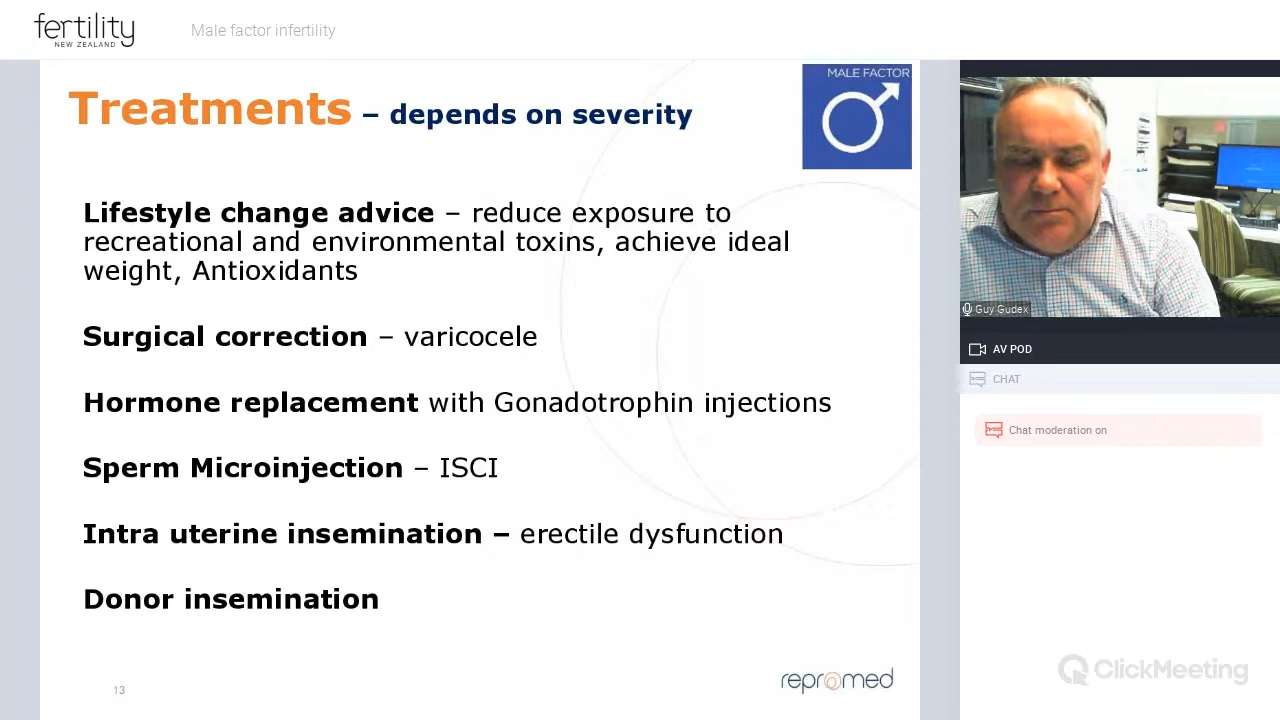 fertility
NEW ZEALAND
Male factor infertility
Treatments – depends on severity
MALE FACTOR
Lifestyle change advice – reduce exposure to
recreational and environmental toxins, achieve ideal
weight, Antioxidants
Surgical correction – varicocele
Hormone replacement with Gonadotrophin injections
Sperm Microinjection – ISCI
Intra uterine insemination – erectile dysfunction
Donor insemination
13
repromed
Guy Gudex
AV POD
CHAT
Chat moderation on
ClickMeeting